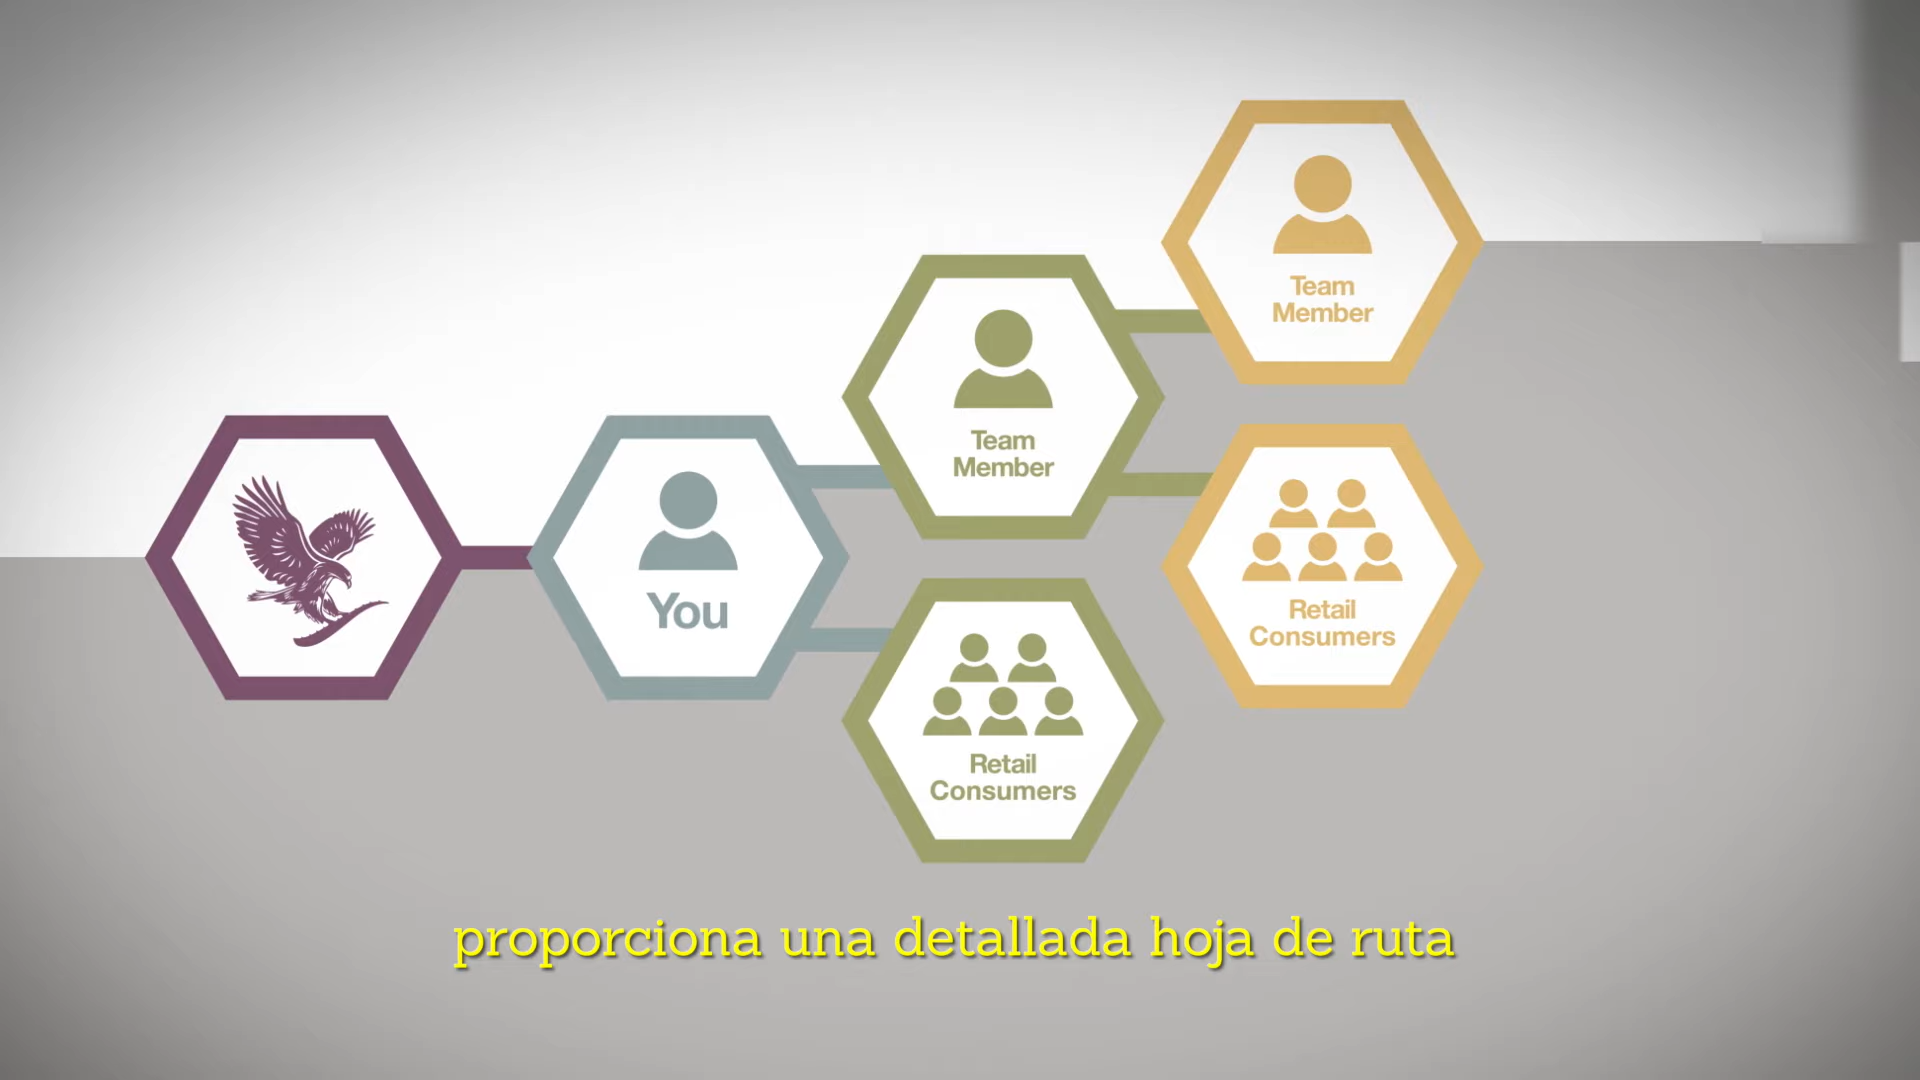 Team
Member
Team
Member
You
Retail
Consumers
Retail
Consumers
proporciona una detallada hoja de ruta